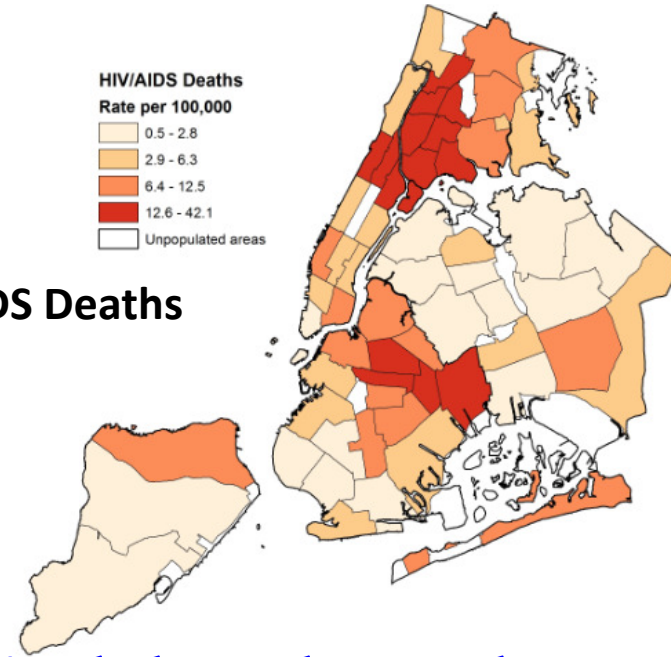 HIV/AIDS Deaths
Rate per 100,000
0.5 - 2.8
2.9 - 6.3
6.4 - 12.5
12.6 - 42.1
Unpopulated areas
DS Deaths